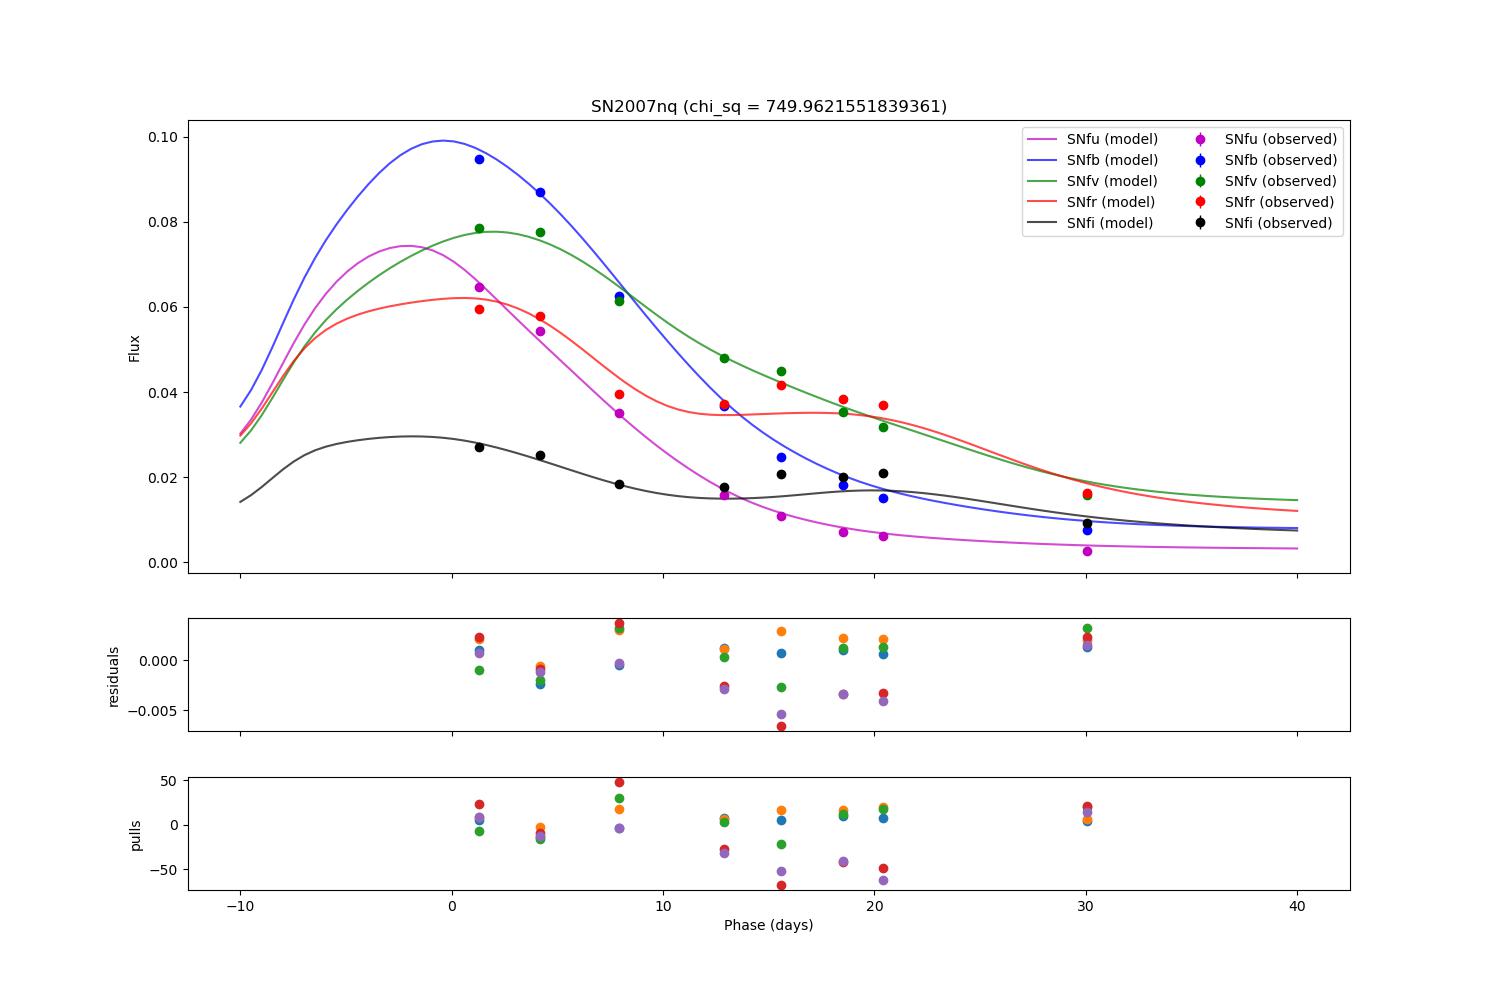 SN2007nq (chi_sq = 749.9621551839361)
0.10
0.08
0.06
0.04
0.02
0.00
Flux
SNfu (model)
SNfb (model)
SNfv (model)
SNfr (model)
SNfi (model)
SNfu (observed)
SNfb (observed)
SNfv (observed)
SNfr (observed)
SNfi (observed)
0.000
−0.005
residuals
50
0
−50
pulls
−10 0 10 20 30 40
Phase (days)